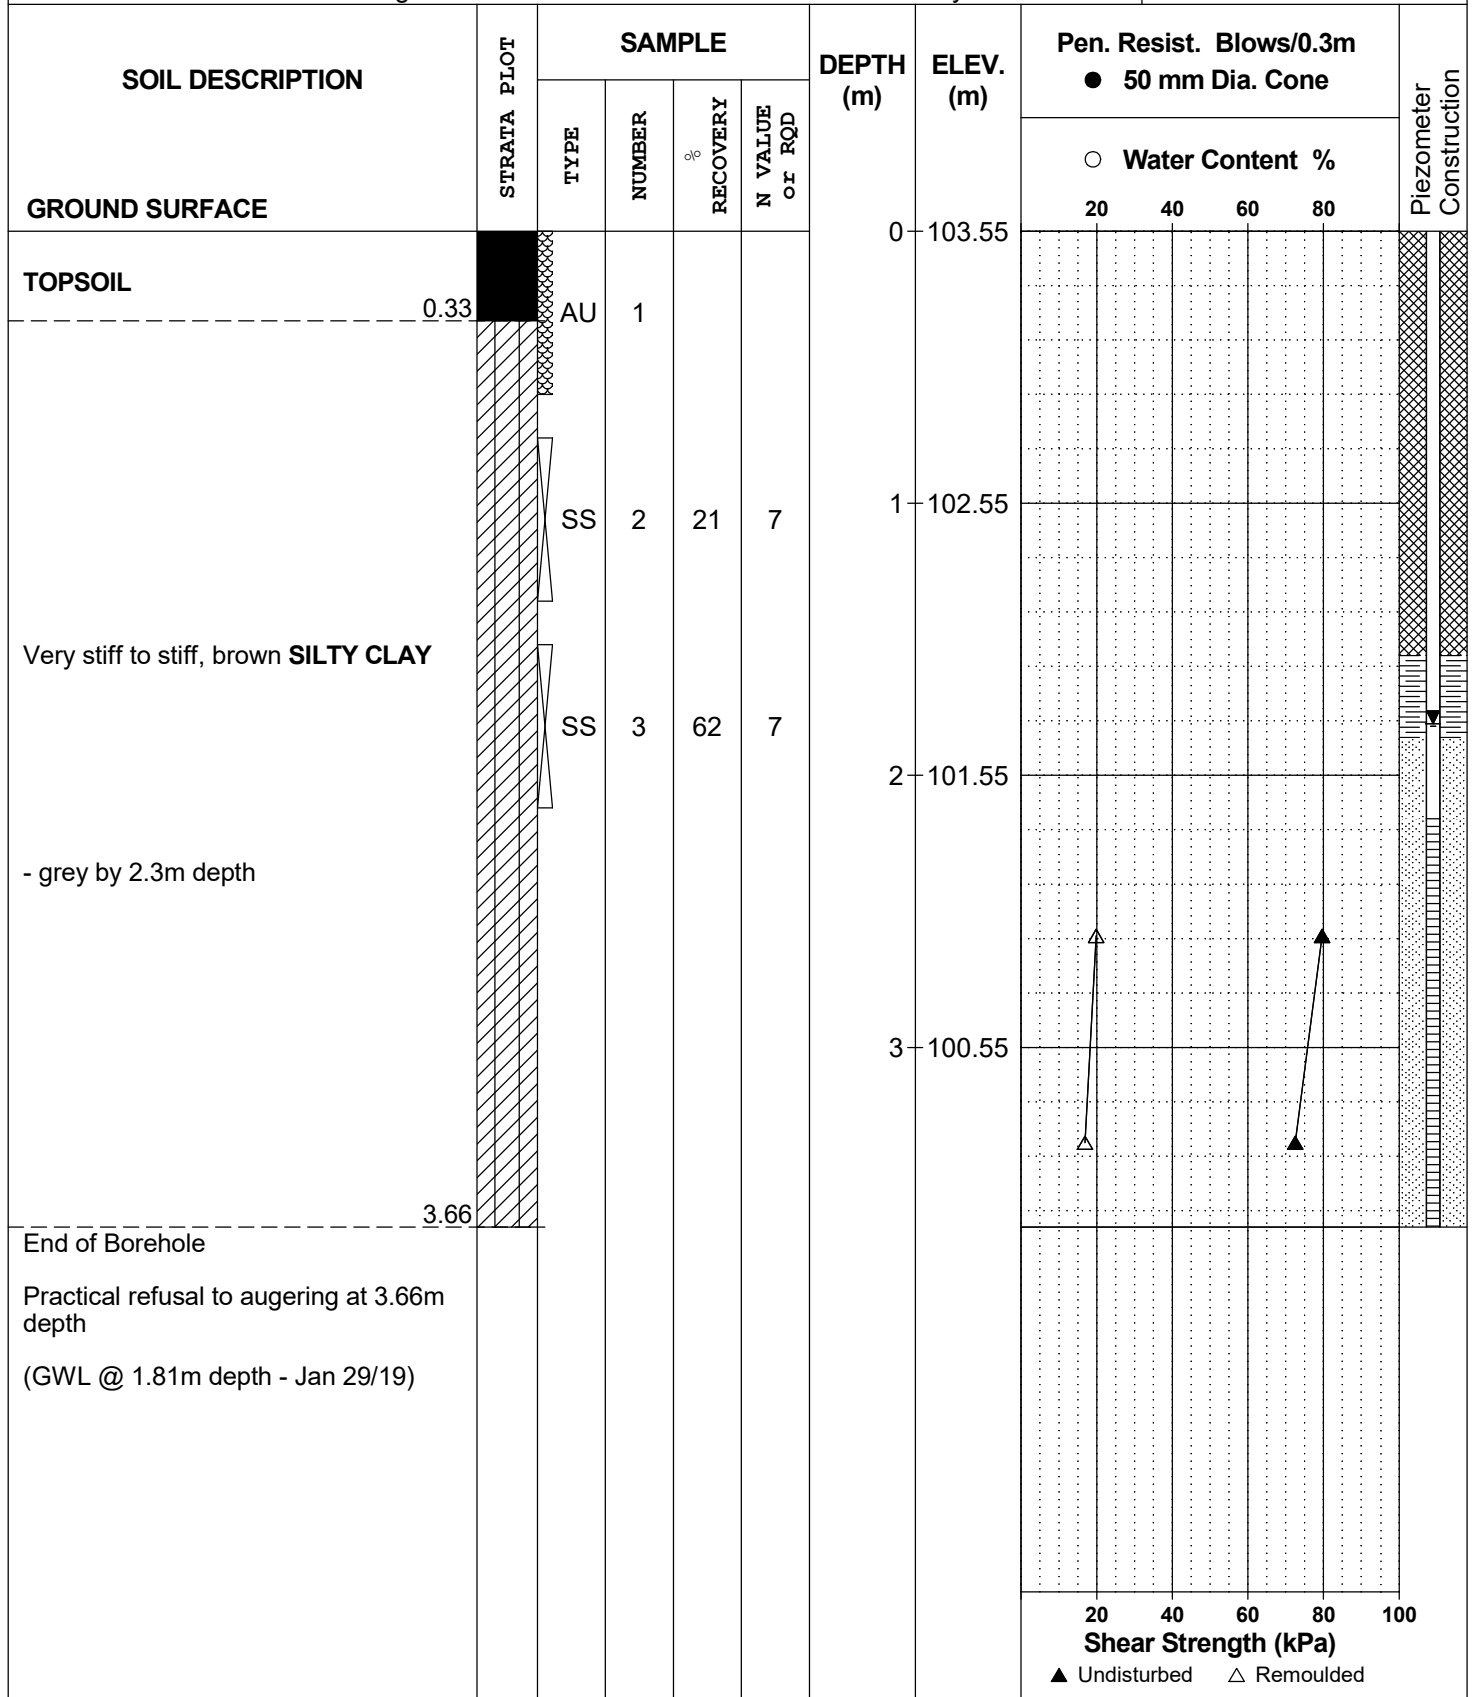 SOIL DESCRIPTION
GROUND SURFACE
STRATA PLOT
SAMPLE
TYPE
NUMBER
%
RECOVERY
N VALUE
or RQD
DEPTH
(m)
ELEV.
(m)
Pen. Resist. Blows/0.3m
● 50 mm Dia. Cone
○ Water Content %
20 40 60 80
Piezometer
Construction
0 103.55
TOPSOIL
0.33
AU 1
1 102.55
SS 2 21 7
Very stiff to stiff, brown SILTY CLAY
SS 3 62 7
2 101.55
- grey by 2.3m depth
3 100.55
3.66
End of Borehole
Practical refusal to augering at 3.66m
depth
(GWL @ 1.81m depth - Jan 29/19)
20 40 60 80 100
Shear Strength (kPa)
▲ Undisturbed △ Remoulded